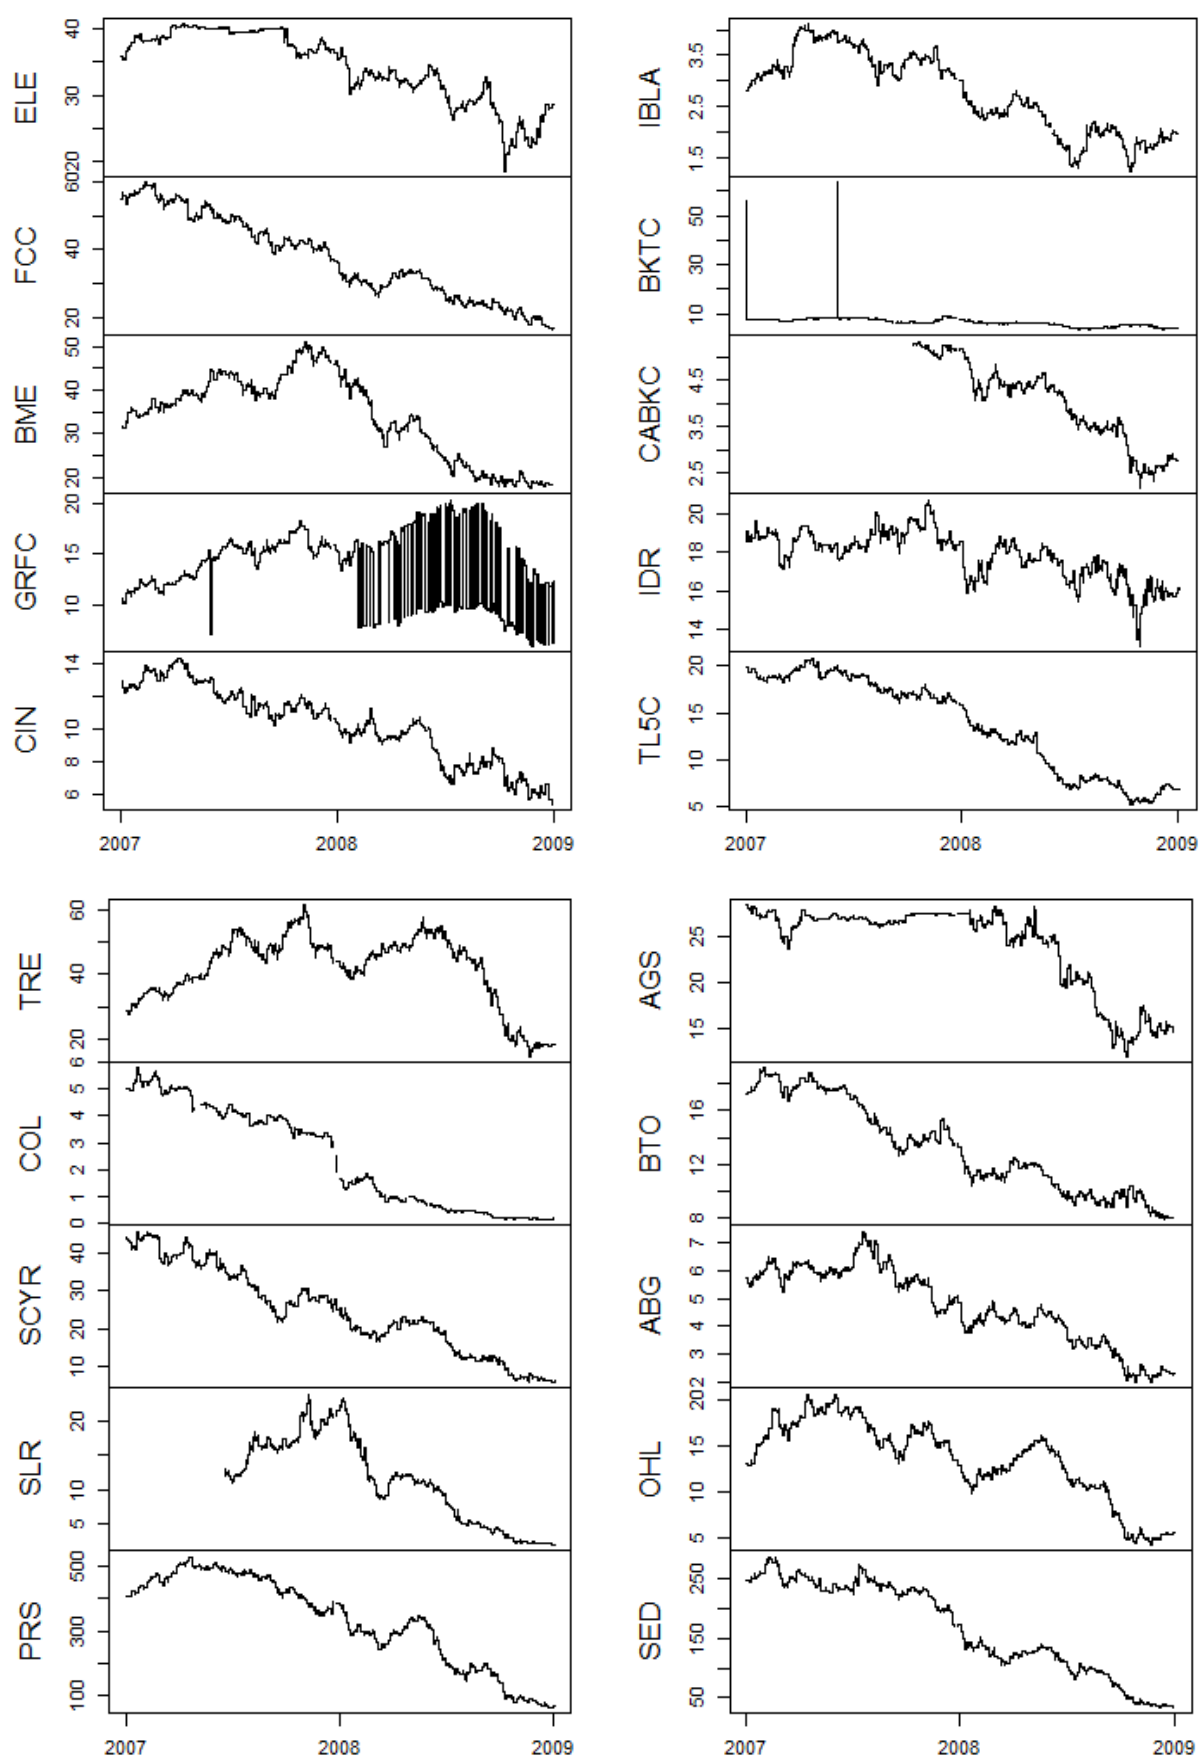 ELE
20 30 40
FCC
20 40 60
BME
20 30 40 50
GRFC
10 15 20
CIN
6 8 10 14
2007 2008 2009
IBLA
1.5 2.5 3.5
BKTC
10 30 50
CABKC
2.5 3.5 4.5
IDR
14 16 18 20
TL5C
5 10 15 20
2007 2008 2009
TRE
20 40 60
COL
0 1 2 3 4 5 6
SCYR
10 20 30 40
SLR
5 10 20
PRS
100 300 500
2007 2008 2009
AGS
15 20 25
BTO
8 12 16
ABG
2 3 4 5 6 7
OHL
5 10 15 20
SED
50 150 250
2007 2008 2009